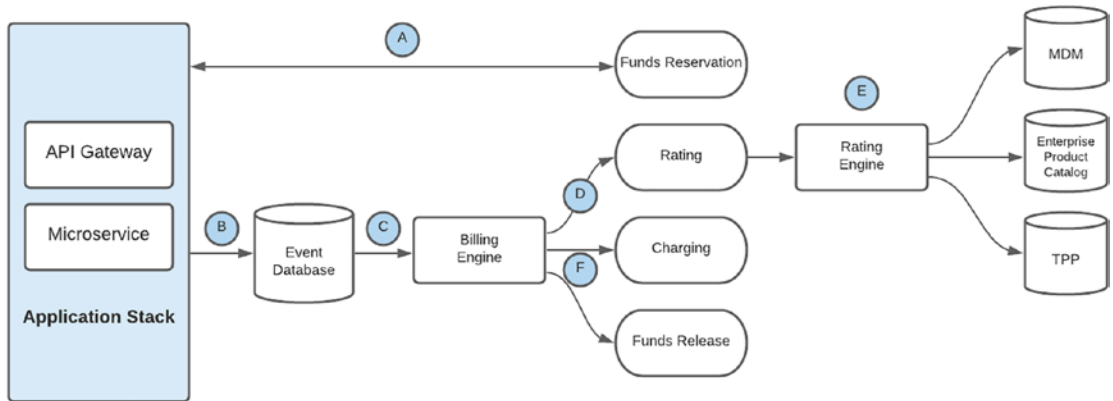 A
Funds Reservation
MDM
E
API Gateway
Rating
Rating
Engine
Enterprise
Product
Catalog
D
Microservice
B
C
Event
Database
Billing
Engine
Charging
F
TPP
Application Stack
Funds Release